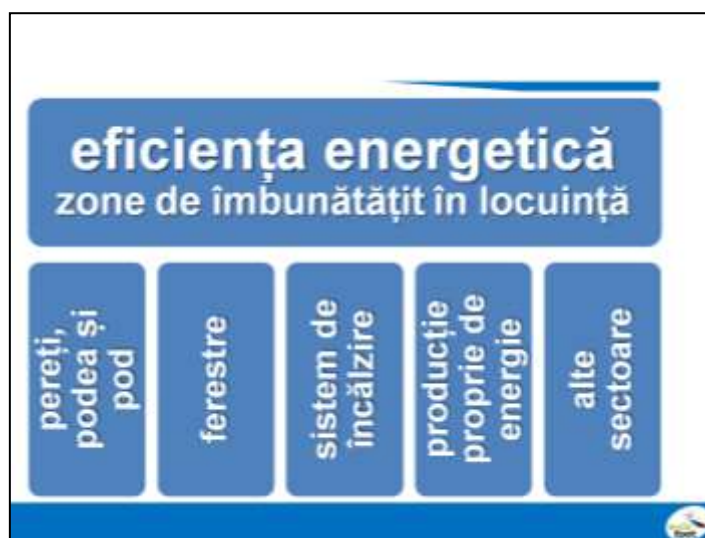 eficiența energetică
zone de îmbunătățit în locuință
pereți,
podea și
pod
ferestre
sistem de
încălzire
producție
proprie de
energie
alte
sectoare